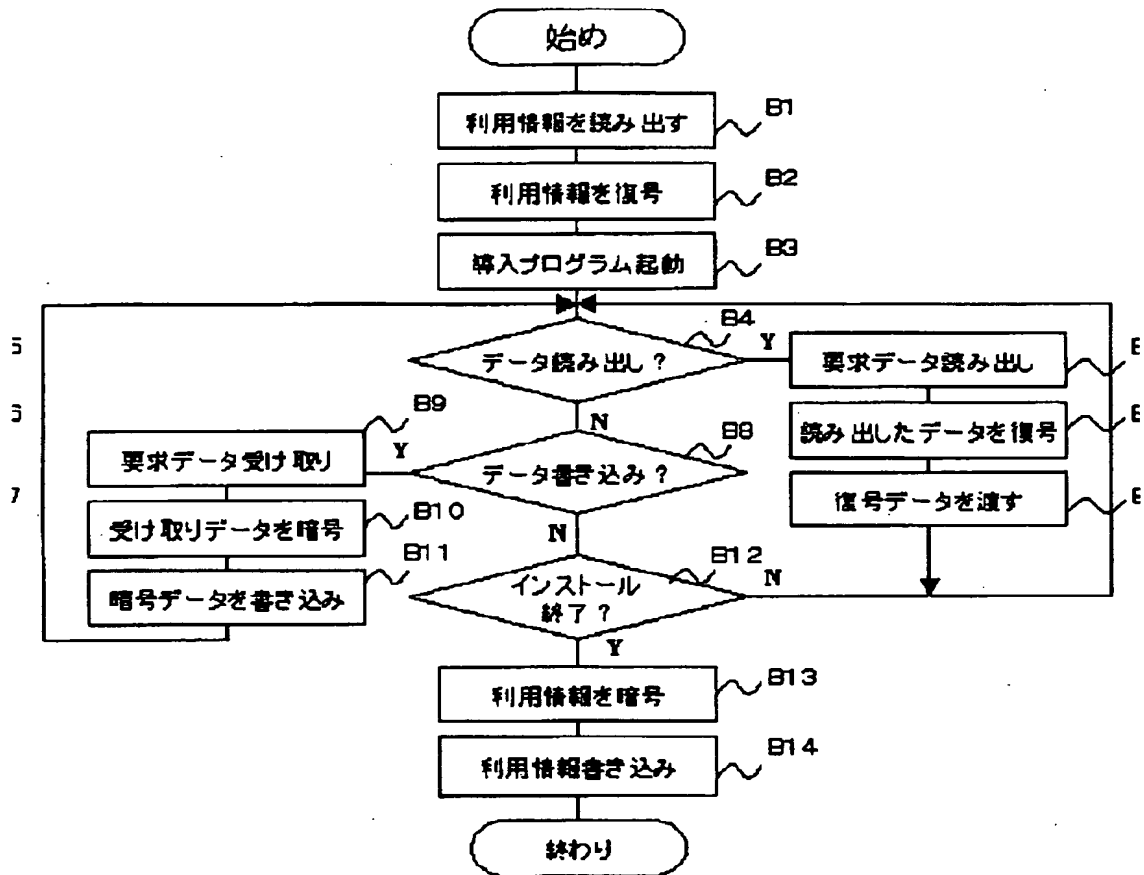 始め
利用情報を読み出す
B1
利用情報を復号
B2
導入プログラム起動
B3
データ読み出し？
B4
Y
要求データ読み出し
B
5
N
読み出したデータを復号
B
6
要求データ受け取り
B9
Y
データ書き込み？
B8
復号データを渡す
B
7
受け取りデータを暗号
B10
N
暗号データを書き込み
B11
インストール
終了？
B12
N
Y
利用情報を暗号
B13
利用情報書き込み
B14
終わり